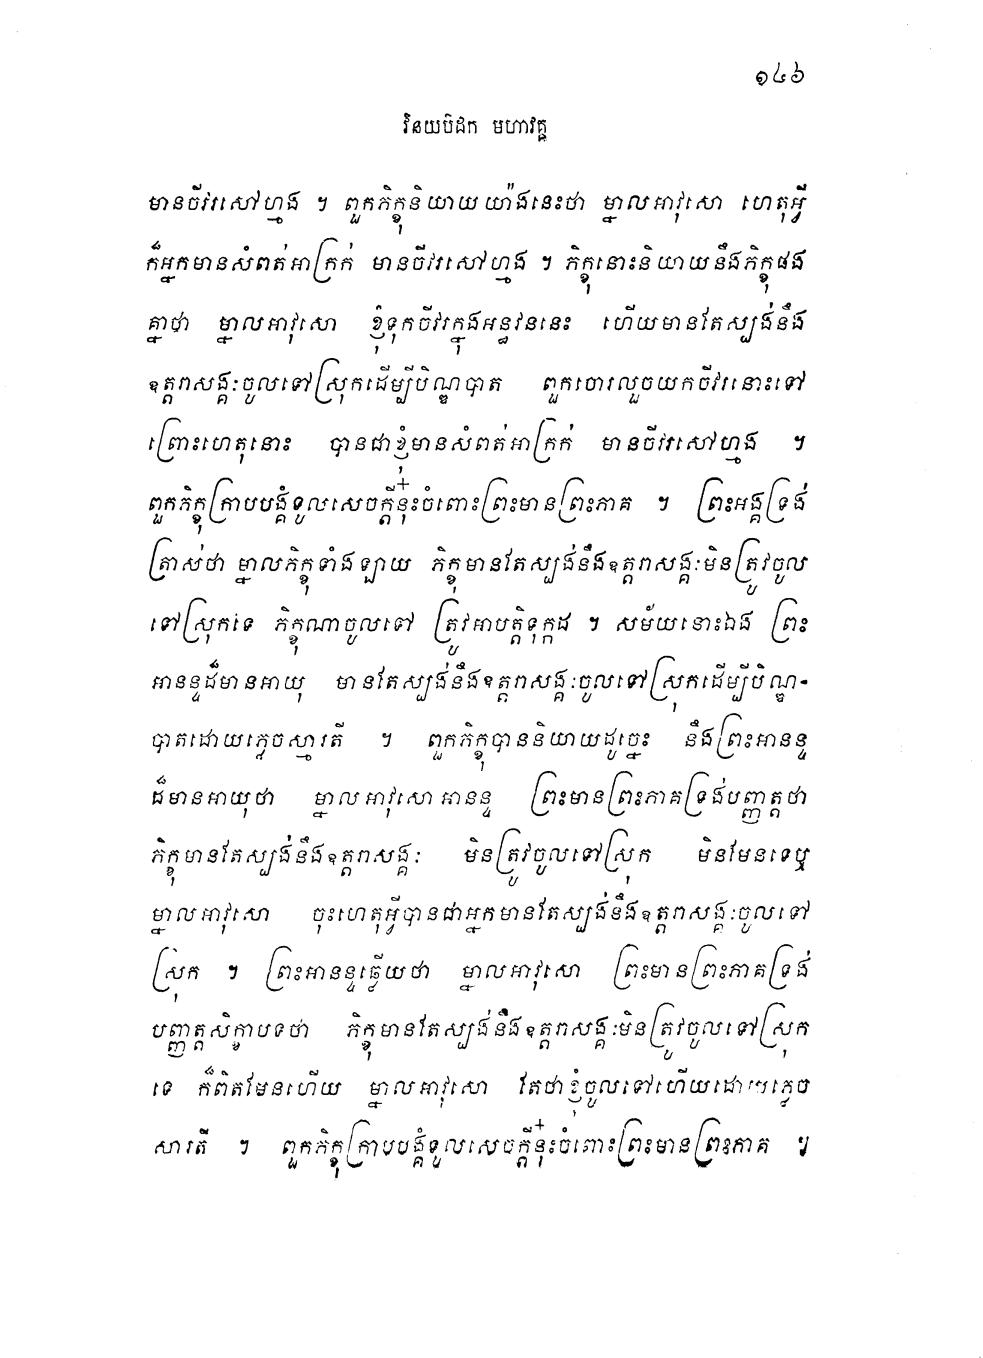 ១៤៦
វិនយបិដក មហាវគ្គ
មានចីវរសៅហ្មង ។ ពួកភិក្ខុនិយាយយ៉ាងនេះថា ម្នាលអាវុសោ ហេតុអ្វី
ក៏អ្នកមានសំពត់អាក្រក់ មានចីវរសៅហ្មង ។ ភិក្ខុនោះនិយាយនឹងភិក្ខុផង
គ្នាថា ម្នាលអាវុសោ ខ្ញុំទុកចីវរក្នុងអន្ធវននេះ ហើយមានតែស្បង់នឹង
ឧត្តរាសង្គៈចូលទៅស្រុកដើម្បីបិណ្ឌបាត ពួកចោរលួចយកចីវរនោះទៅ
ព្រោះហេតុនោះ បានជាខ្ញុំមានសំពត់អាក្រក់ មានចីវរសៅហ្មង ។
ពួកភិក្ខុក្រាបបង្គំទូលសេចក្តីនុ៎ះចំពោះព្រះមានព្រះភាគ ។ ព្រះអង្គទ្រង់
ត្រាស់ថា ម្នាលភិក្ខុទាំងឡាយ ភិក្ខុមានតែស្បង់នឹងឧត្តរាសង្គៈមិនត្រូវចូល
ទៅស្រុកទេ ភិក្ខុណាចូលទៅ ត្រូវអាបត្តិទុក្កដ ។ សម័យនោះឯង ព្រះ
អានន្ទដ៏មានអាយុ មានតែស្បង់នឹងឧត្តរាសង្គៈចូលទៅស្រុកដើម្បីបិណ្ឌ-
បាតដោយភ្លេចស្មារតី ។ ពួកភិក្ខុបាននិយាយដូច្នេះ នឹងព្រះអានន្ទ
ដ៏មានអាយុថា ម្នាលអាវុសោអានន្ទ ព្រះមានព្រះភាគទ្រង់បញ្ញត្តថា
ភិក្ខុមានតែស្បង់នឹងឧត្តរាសង្គៈ មិនត្រូវចូលទៅស្រុក មិនមែនទេឬ
ម្នាលអាវុសោ ចុះហេតុអ្វីបានជាអ្នកមានតែស្បង់នឹងឧត្តរាសង្គៈចូលទៅ
ស្រុក ។ ព្រះអានន្ទឆ្លើយថា ម្នាលអាវុសោ ព្រះមានព្រះភាគទ្រង់
បញ្ញត្តសិក្ខាបទថា ភិក្ខុមានតែស្បង់នឹងឧត្តរាសង្គៈមិនត្រូវចូលទៅស្រុក
ទេ ក៏ពិតមែនហើយ ម្នាលអាវុសោ តែថាខ្ញុំចូលទៅហើយដោយភ្លេច
សារតី ។ ពួកភិក្ខុក្រាបបង្គំទូលសេចក្តីនុ៎ះចំពោះព្រះមានព្រះភាគ ។